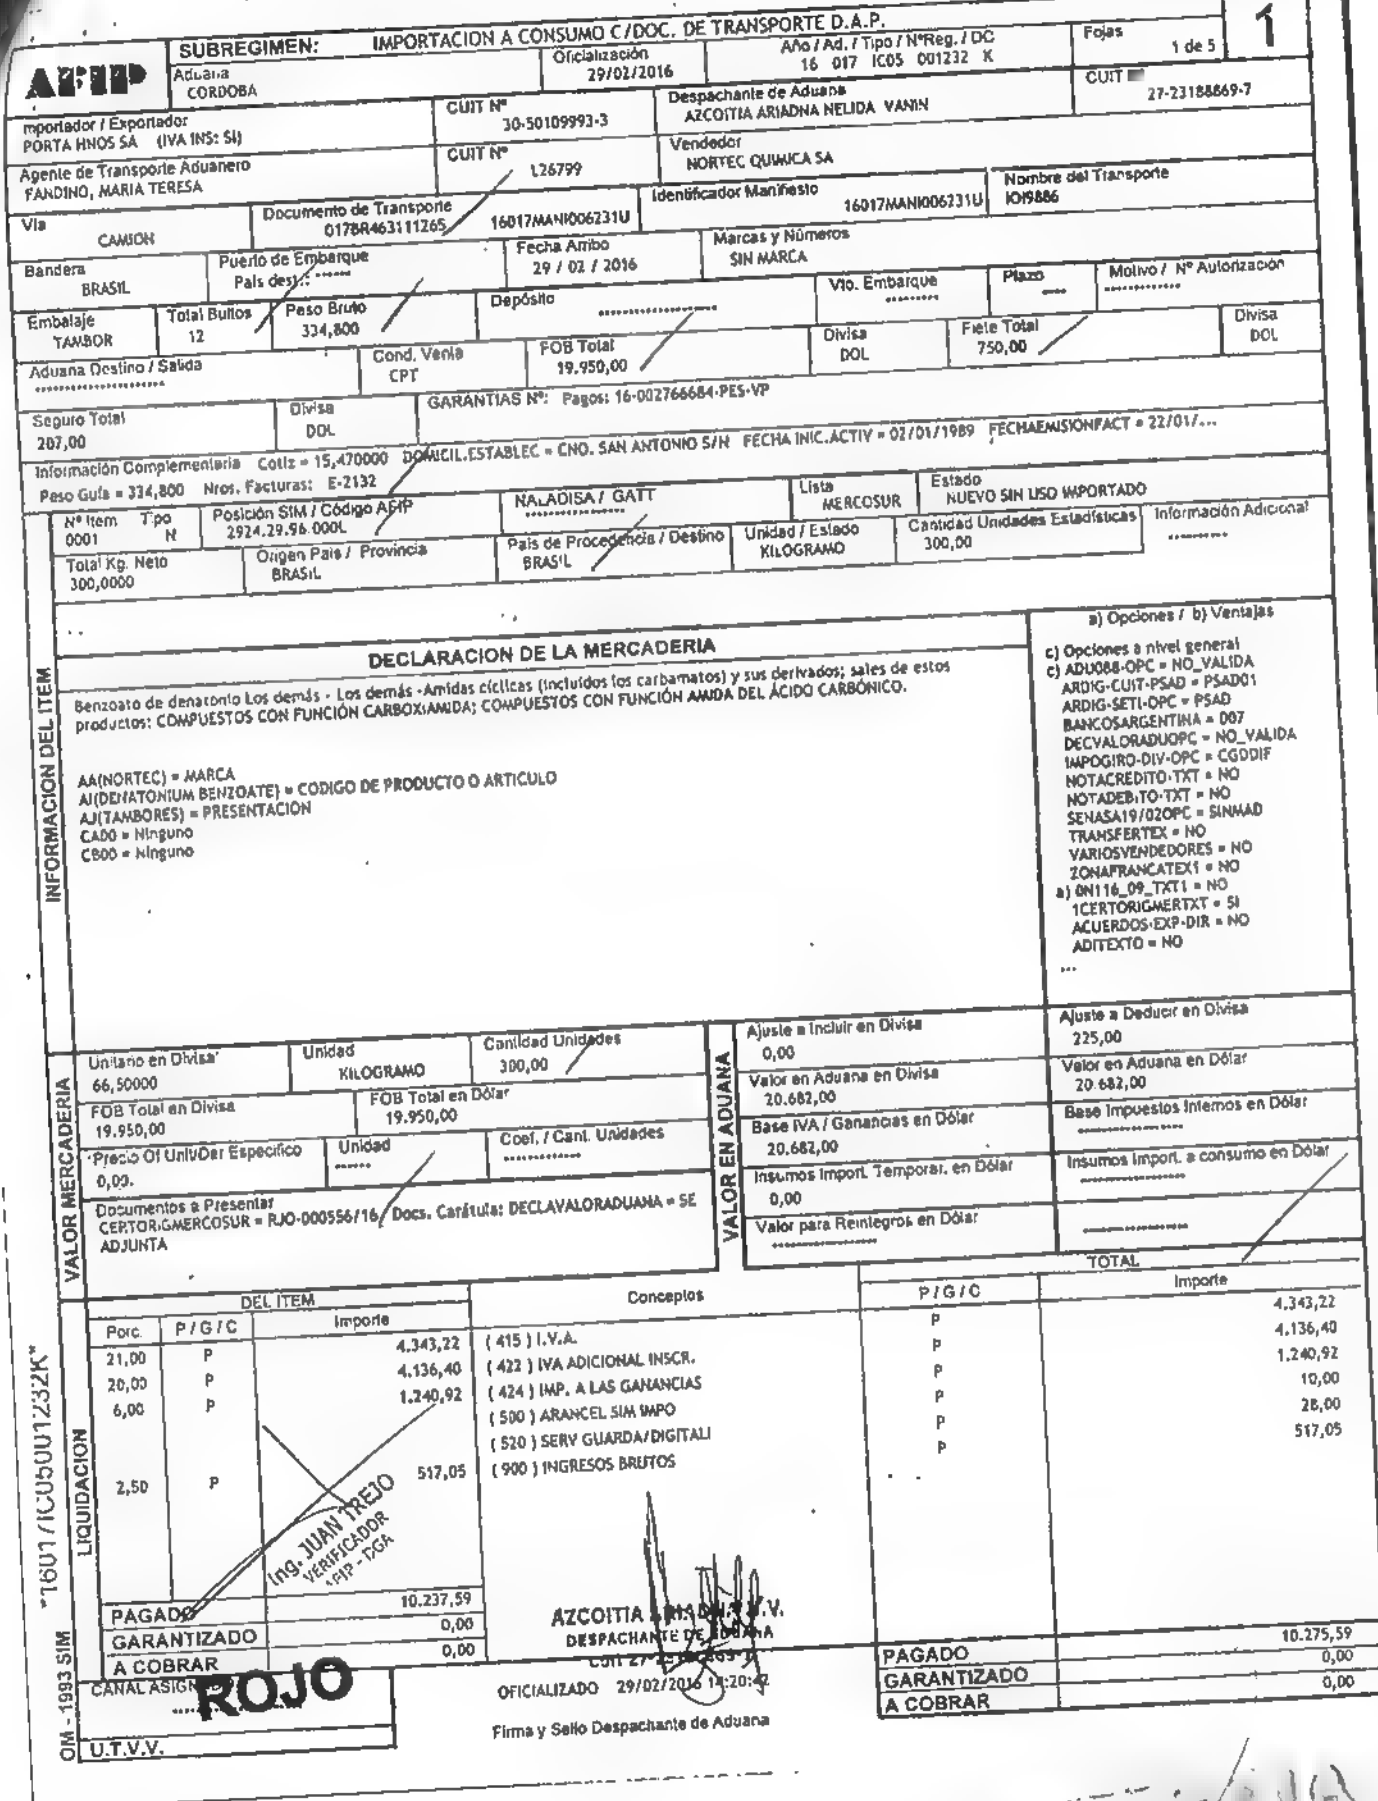 1
AFIP
SUBREGIMEN: IMPORTACION A CONSUMO C/DOC. DE TRANSPORTE D.A.P.
Aduana
CORDOBA
Oficialización
29/02/2016
Año / Ad. / Tipo / NºReg. / DC
16 017 IC05 001232 K
Fojas
1 de 5
Importador / Exportador
PORTA HNOS SA (IVA INS: SI)
CUIT Nº
30-50109993-3
Despachante de Aduana
AZCOITIA ARIADNA NELIDA VANIN
CUIT
27-23188869-7
Agente de Transporte Aduanero
FANDINO, MARIA TERESA
CUIT Nº
L26799
Vendedor
NORTEC QUIMICA SA
Vía
CAMION
Documento de Transporte
017BR463111265 16017MANI006231U
Identificador Manifiesto
16017MANI006231U
Nombre del Transporte
IOI9886
Bandera
BRASIL
Puerto de Embarque
País dest.: ******
Fecha Arribo
29 / 02 / 2016
Marcas y Números
SIN MARCA
Embalaje
TAMBOR
Total Bultos
12
Peso Bruto
334,800
Depósito
******************
Vto. Embarque
*********
Plazo
****
Motivo / Nº Autorización
*************
Aduana Destino / Salida
**********************
Cond. Venta
CPT
FOB Total
19.950,00
Divisa
DOL
Flete Total
750,00
Divisa
DOL
Seguro Total
207,00
Divisa
DOL
GARANTIAS Nº: Pagos: 16-002766684-PES-VP
Información Complementaria Cotiz = 15,470000 DOMICIL.ESTABLEC = CNO. SAN ANTONIO S/N FECHA INIC.ACTIV = 02/01/1989 FECHAEMISIONFACT = 22/01/...
Peso Guía = 334,800 Nros. Facturas: E-2132
INFORMACION DEL ITEM
Nº Item Tipo
0001 N
Posición SIM / Código AFIP
2924.29.96.000L
NALADISA / GATT
****************
Lista
MERCOSUR
Estado
NUEVO SIN USO IMPORTADO
Total Kg. Neto
300,0000
Origen País / Provincia
BRASIL
País de Procedencia / Destino
BRASIL
Unidad / Estado
KILOGRAMO
Cantidad Unidades Estadísticas
300,00
Información Adicional
**********
DECLARACION DE LA MERCADERIA
Benzoato de denatonio Los demás - Los demás -Amidas cíclicas (incluidos los carbamatos) y sus derivados; sales de estos
productos: COMPUESTOS CON FUNCIÓN CARBOXIAMIDA; COMPUESTOS CON FUNCIÓN AMIDA DEL ÁCIDO CARBÓNICO.
AA(NORTEC) = MARCA
AI(DENATONIUM BENZOATE) = CODIGO DE PRODUCTO O ARTICULO
AJ(TAMBORES) = PRESENTACION
CA00 = Ninguno
CB00 = Ninguno
a) Opciones / b) Ventajas
c) Opciones a nivel general
c) ADU088-OPC = NO_VALIDA
ARDIG-CUIT-PSAD = PSAD01
ARDIG-SETI-OPC = PSAD
BANCOSARGENTINA = 007
DECVALORADUOPC = NO_VALIDA
IMPOGIRO-DIV-OPC = CGDDIF
NOTACREDITO-TXT = NO
NOTADEBITO-TXT = NO
SENASA19/02OPC = SINMAD
TRANSFERTEX = NO
VARIOSVENDEDORES = NO
ZONAFRANCATEX1 = NO
a) 0N116_09_TXT1 = NO
1CERTORIGMERTXT = SI
ACUERDOS-EXP-DIR = NO
ADITEXTO = NO
...
VALOR MERCADERIA
Unitario en Divisa
66,50000
Unidad
KILOGRAMO
Cantidad Unidades
300,00
FOB Total en Divisa
19.950,00
FOB Total en Dólar
19.950,00
Precio Of Unit/Der Especifico
0,00
Unidad
******
Coef. / Cant. Unidades
*************
Documentos a Presentar
CERTORIGMERCOSUR = RJO-000556/16 Docs. Carátula: DECLAVALORADUANA = SE
ADJUNTA
VALOR EN ADUANA
Ajuste a Incluir en Divisa
0,00
Ajuste a Deducir en Divisa
225,00
Valor en Aduana en Divisa
20.682,00
Valor en Aduana en Dólar
20.682,00
Base IVA / Ganancias en Dólar
20.682,00
Base Impuestos Internos en Dólar
******************
Insumos Import. Temporar. en Dólar
0,00
Insumos Import. a consumo en Dólar
******************
Valor para Reintegros en Dólar
******************
******************
LIQUIDACION
DEL ITEM
Conceptos
TOTAL
Porc. P / G / C Importe
P / G / C Importe
21,00 P 4.343,22 ( 415 ) I.V.A. P 4.343,22
20,00 P 4.136,40 ( 422 ) IVA ADICIONAL INSCR. P 4.136,40
6,00 P 1.240,92 ( 424 ) IMP. A LAS GANANCIAS P 1.240,92
( 500 ) ARANCEL SIM IMPO P 10,00
( 520 ) SERV GUARDA/DIGITALI P 28,00
2,50 P 517,05 ( 900 ) INGRESOS BRUTOS P 517,05
Ing. JUAN TREJO
VERIFICADOR
AFIP - DGA
PAGADO 10.237,59
GARANTIZADO 0,00
A COBRAR 0,00
AZCOITIA
DESPACHANTE DE ADUANA
OFICIALIZADO 29/02/2016 14:20:42
Firma y Sello Despachante de Aduana
PAGADO 10.275,59
GARANTIZADO 0,00
A COBRAR 0,00
CANAL ASIGNADO
ROJO
U.T.V.V.
OM - 1993 SIM
*16017IC05001232K*